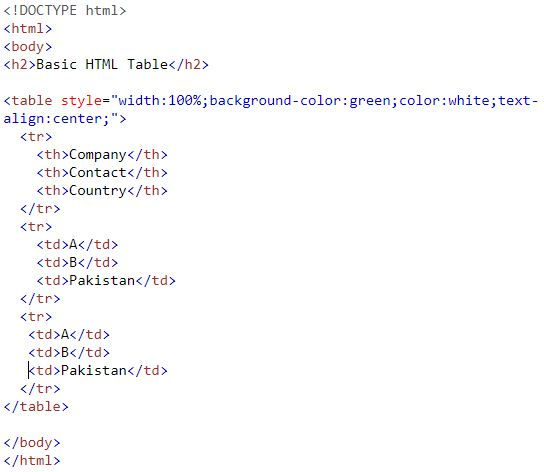 <!DOCTYPE html>
<html>
<body>
<h2>Basic HTML Table</h2>

<table style="width:100%;background-color:green;color:white;text-
align:center;">
  <tr>
    <th>Company</th>
    <th>Contact</th>
    <th>Country</th>
  </tr>
  <tr>
    <td>A</td>
    <td>B</td>
    <td>Pakistan</td>
  </tr>
  <tr>
   <td>A</td>
   <td>B</td>
   <td>Pakistan</td>
  </tr>
</table>

</body>
</html>